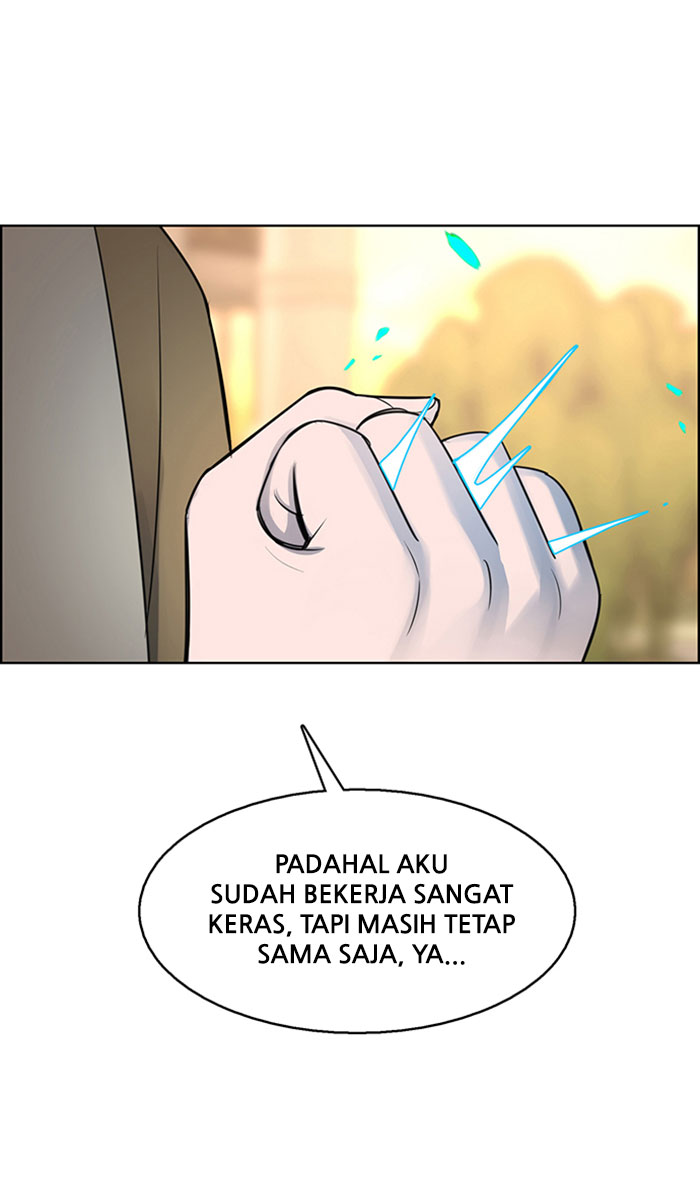 PADAHAL AKU
SUDAH BEKERJA SANGAT
KERAS, TAPI MASIH TETAP
SAMA SAJA, YA...